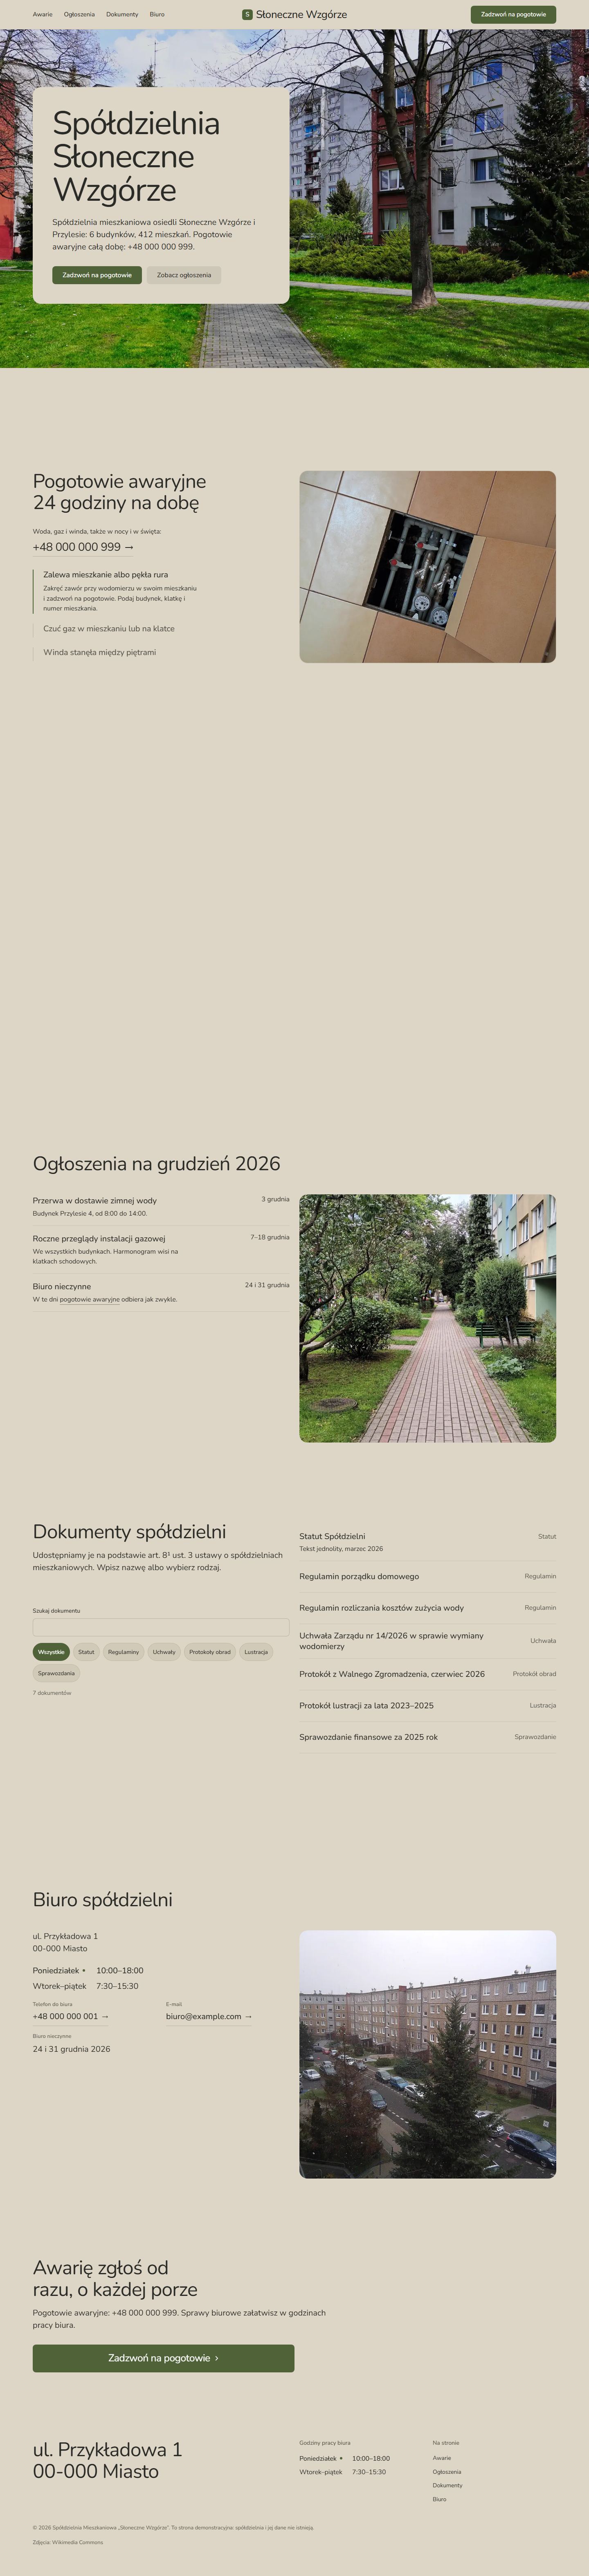 Awarie Ogłoszenia Dokumenty Biuro
S Słoneczne Wzgórze
Zadzwoń na pogotowie
Spółdzielnia
Słoneczne
Wzgórze
Spółdzielnia mieszkaniowa osiedli Słoneczne Wzgórze i
Przylesie: 6 budynków, 412 mieszkań. Pogotowie
awaryjne całą dobę: +48 000 000 999.
Zadzwoń na pogotowie Zobacz ogłoszenia
Pogotowie awaryjne
24 godziny na dobę
Woda, gaz i winda, także w nocy i w święta:
+48 000 000 999 →
Zalewa mieszkanie albo pękła rura
Zakręć zawór przy wodomierzu w swoim mieszkaniu
i zadzwoń na pogotowie. Podaj budynek, klatkę i
numer mieszkania.
Czuć gaz w mieszkaniu lub na klatce
Winda stanęła między piętrami
Ogłoszenia na grudzień 2026
Przerwa w dostawie zimnej wody 3 grudnia
Budynek Przylesie 4, od 8:00 do 14:00.
Roczne przeglądy instalacji gazowej 7–18 grudnia
We wszystkich budynkach. Harmonogram wisi na
klatkach schodowych.
Biuro nieczynne 24 i 31 grudnia
W te dni pogotowie awaryjne odbiera jak zwykle.
Dokumenty spółdzielni
Udostępniamy je na podstawie art. 8¹ ust. 3 ustawy o spółdzielniach
mieszkaniowych. Wpisz nazwę albo wybierz rodzaj.
Szukaj dokumentu
Wszystkie Statut Regulaminy Uchwały Protokoły obrad Lustracja
Sprawozdania
7 dokumentów
Statut Spółdzielni Statut
Tekst jednolity, marzec 2026
Regulamin porządku domowego Regulamin
Regulamin rozliczania kosztów zużycia wody Regulamin
Uchwała Zarządu nr 14/2026 w sprawie wymiany
wodomierzy Uchwała
Protokół z Walnego Zgromadzenia, czerwiec 2026 Protokół obrad
Protokół lustracji za lata 2023–2025 Lustracja
Sprawozdanie finansowe za 2025 rok Sprawozdanie
Biuro spółdzielni
ul. Przykładowa 1
00-000 Miasto
Poniedziałek 10:00–18:00
Wtorek–piątek 7:30–15:30
Telefon do biura E-mail
+48 000 000 001 → biuro@example.com →
Biuro nieczynne
24 i 31 grudnia 2026
Awarię zgłoś od
razu, o każdej porze
Pogotowie awaryjne: +48 000 000 999. Sprawy biurowe załatwisz w godzinach
pracy biura.
Zadzwoń na pogotowie ›
ul. Przykładowa 1
00-000 Miasto
Godziny pracy biura
Poniedziałek 10:00–18:00
Wtorek–piątek 7:30–15:30
Na stronie
Awarie
Ogłoszenia
Dokumenty
Biuro
© 2026 Spółdzielnia Mieszkaniowa „Słoneczne Wzgórze”. To strona demonstracyjna: spółdzielnia i jej dane nie istnieją.
Zdjęcia: Wikimedia Commons